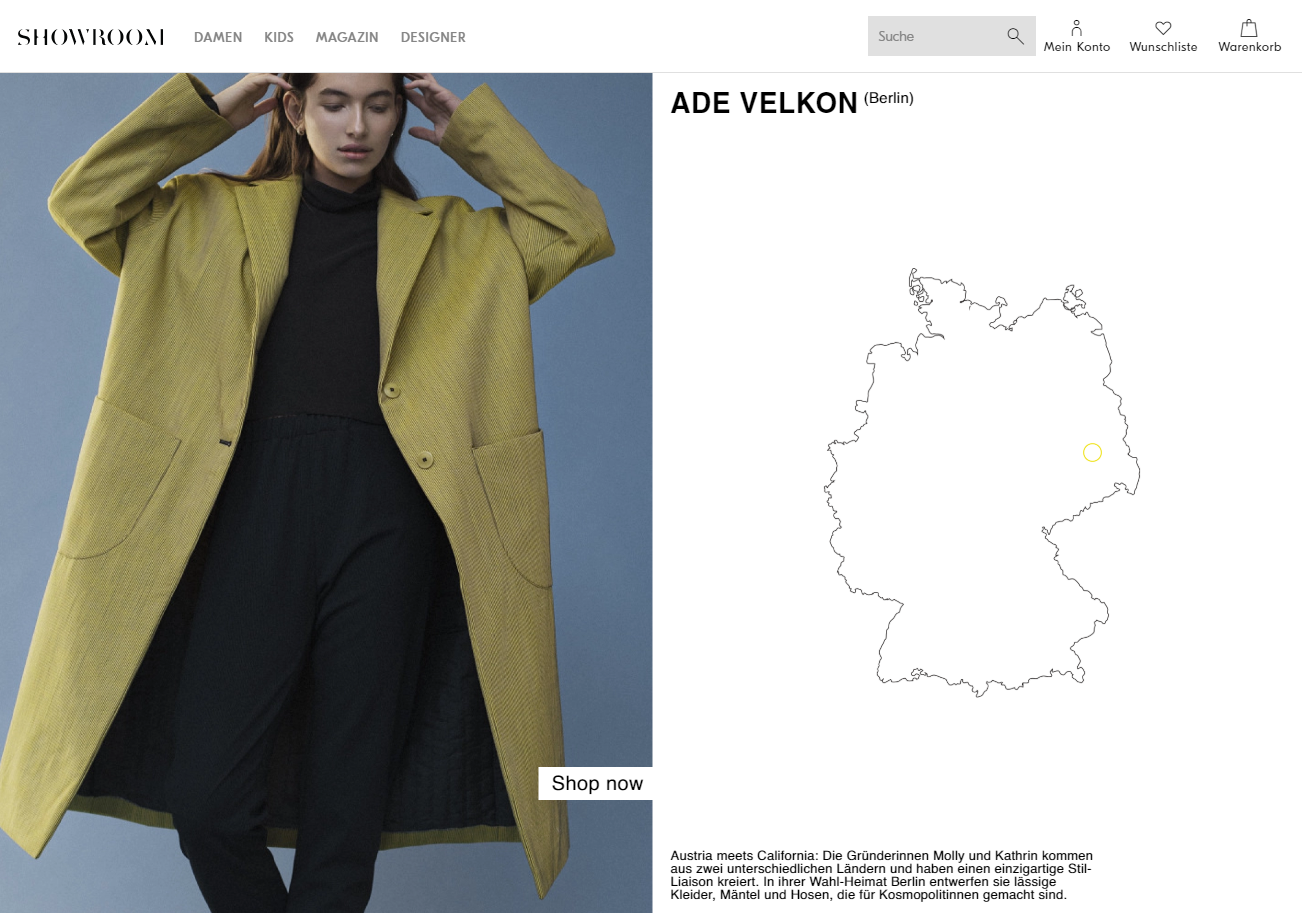 SHOWROOM DAMEN KIDS MAGAZIN DESIGNER Suche Mein Konto Wunschliste Warenkorb
ADE VELKON (Berlin)
Shop now
Austria meets California: Die Gründerinnen Molly und Kathrin kommen
aus zwei unterschiedlichen Ländern und haben einen einzigartige Stil-
Liaison kreiert. In ihrer Wahl-Heimat Berlin entwerfen sie lässige
Kleider, Mäntel und Hosen, die für Kosmopolitinnen gemacht sind.